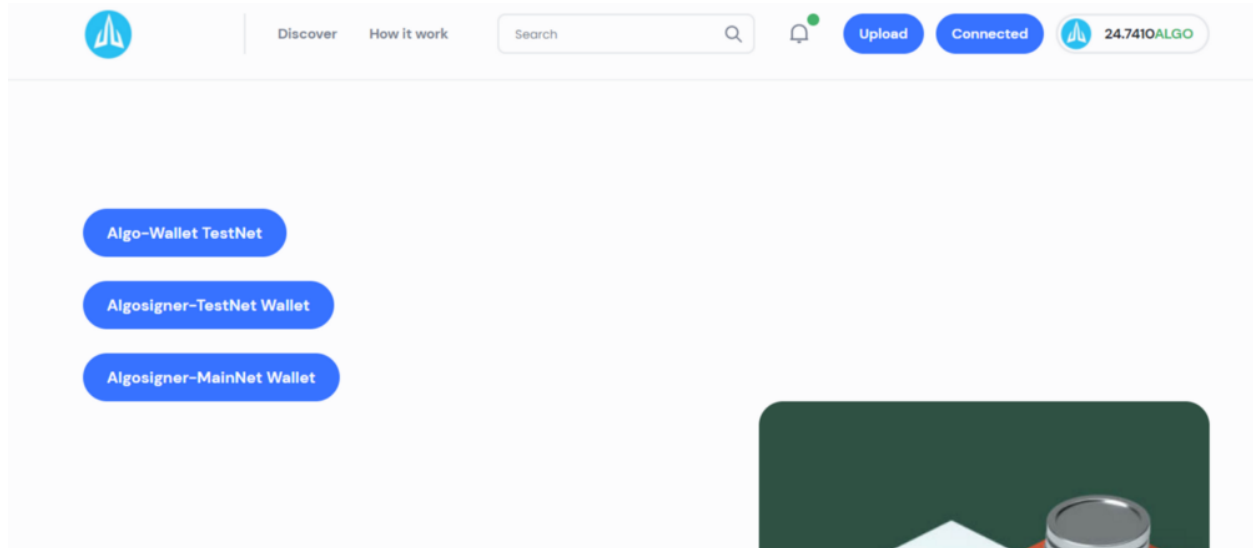 Discover How it work Search Upload Connected 24.7410ALGO
Algo-Wallet TestNet
Algosigner-TestNet Wallet
Algosigner-MainNet Wallet